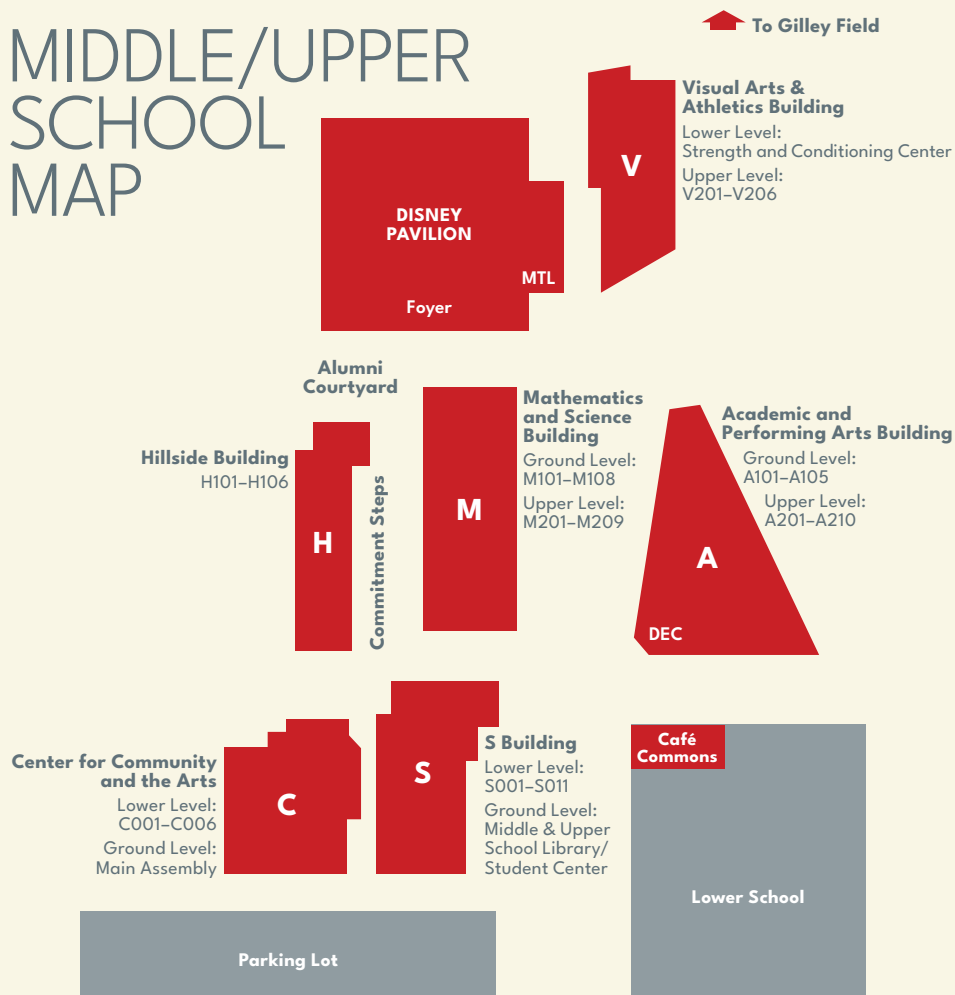 MIDDLE/UPPER
SCHOOL
MAP
To Gilley Field
Visual Arts &
Athletics Building
Lower Level:
Strength and Conditioning Center
Upper Level:
V201–V206
V
DISNEY
PAVILION
MTL
Foyer
Alumni
Courtyard
Hillside Building
H101–H106
H
Commitment Steps
M
Mathematics
and Science
Building
Ground Level:
M101–M108
Upper Level:
M201–M209
Academic and
Performing Arts Building
Ground Level:
A101–A105
Upper Level:
A201–A210
A
DEC
Center for Community
and the Arts
Lower Level:
C001–C006
Ground Level:
Main Assembly
C
S
S Building
Lower Level:
S001–S011
Ground Level:
Middle & Upper
School Library/
Student Center
Café
Commons
Lower School
Parking Lot